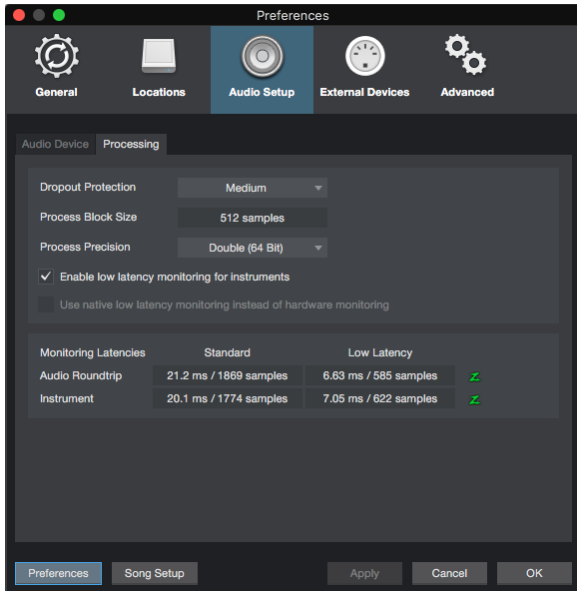 Preferences
General Locations Audio Setup External Devices Advanced
Audio Device Processing
Dropout Protection Medium
Process Block Size 512 samples
Process Precision Double (64 Bit)
Enable low latency monitoring for instruments
Use native low latency monitoring instead of hardware monitoring
Monitoring Latencies Standard Low Latency
Audio Roundtrip 21.2 ms / 1869 samples 6.63 ms / 585 samples Z
Instrument 20.1 ms / 1774 samples 7.05 ms / 622 samples Z
Preferences Song Setup Apply Cancel OK